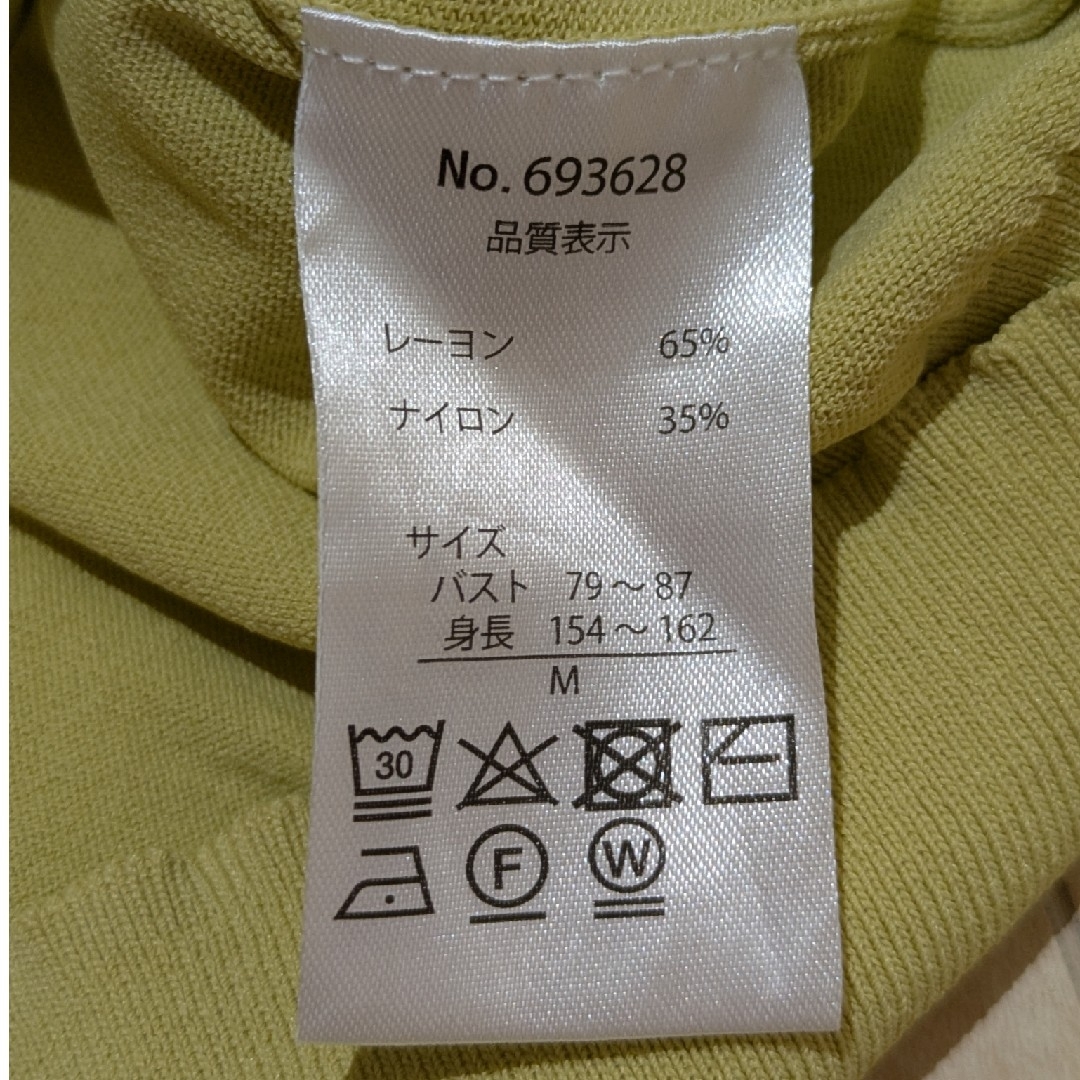 No. 693628
品質表示
レーヨン 65%
ナイロン 35%
サイズ
バスト 79～87
身長 154～162
M
30
F W